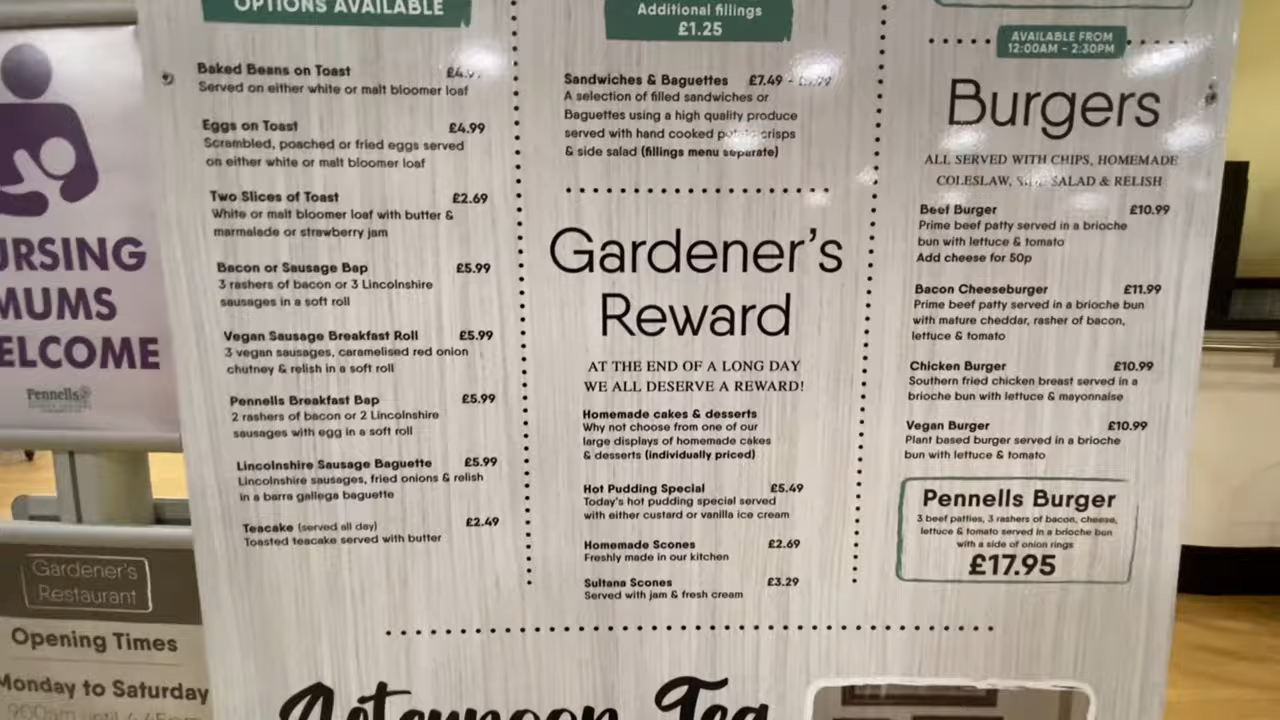 OPTIONS AVAILABLE
Baked Beans on Toast
Served on either white or malt bloomer loaf
Eggs on Toast £4.99
Scrambled, poached or fried eggs served
on either white or malt bloomer loaf
Two Slices of Toast £2.69
White or malt bloomer loaf with butter &
marmalade or strawberry jam
Bacon or Sausage Bap £5.99
3 rashers of bacon or 3 Lincolnshire
sausages in a soft roll
Vegan Sausage Breakfast Roll £5.99
3 vegan sausages, caramelised red onion
chutney & relish in a soft roll
Pennells Breakfast Bap £5.99
2 rashers of bacon or 2 Lincolnshire
sausages with egg in a soft roll
Lincolnshire Sausage Baguette £5.99
Lincolnshire sausages, fried onions & relish
in a barra gallega baguette
Teacake (served all day) £2.49
Toasted teacake served with butter
Additional fillings
£1.25
Sandwiches & Baguettes £7.49 -
A selection of filled sandwiches or
Baguettes using a high quality produce
served with hand cooked potato crisps
& side salad (fillings menu separate)
Gardener's
Reward
AT THE END OF A LONG DAY
WE ALL DESERVE A REWARD!
Homemade cakes & desserts
Why not choose from one of our
large displays of homemade cakes
& desserts (individually priced)
Hot Pudding Special £5.49
Today's hot pudding special served
with either custard or vanilla ice cream
Homemade Scones £2.69
Freshly made in our kitchen
Sultana Scones £3.29
Served with jam & fresh cream
AVAILABLE FROM
12:00AM - 2:30PM
Burgers
ALL SERVED WITH CHIPS, HOMEMADE
COLESLAW, SIDE SALAD & RELISH
Beef Burger £10.99
Prime beef patty served in a brioche
bun with lettuce & tomato
Add cheese for 50p
Bacon Cheeseburger £11.99
Prime beef patty served in a brioche bun
with mature cheddar, rasher of bacon,
lettuce & tomato
Chicken Burger £10.99
Southern fried chicken breast served in a
brioche bun with lettuce & mayonnaise
Vegan Burger £10.99
Plant based burger served in a brioche
bun with lettuce & tomato
Pennells Burger
3 beef patties, 3 rashers of bacon, cheese,
lettuce & tomato served in a brioche bun
with a side of onion rings
£17.95
Afternoon Tea
URSING
MUMS
ELCOME
Pennells
Gardener's
Restaurant
Opening Times
Monday to Saturday